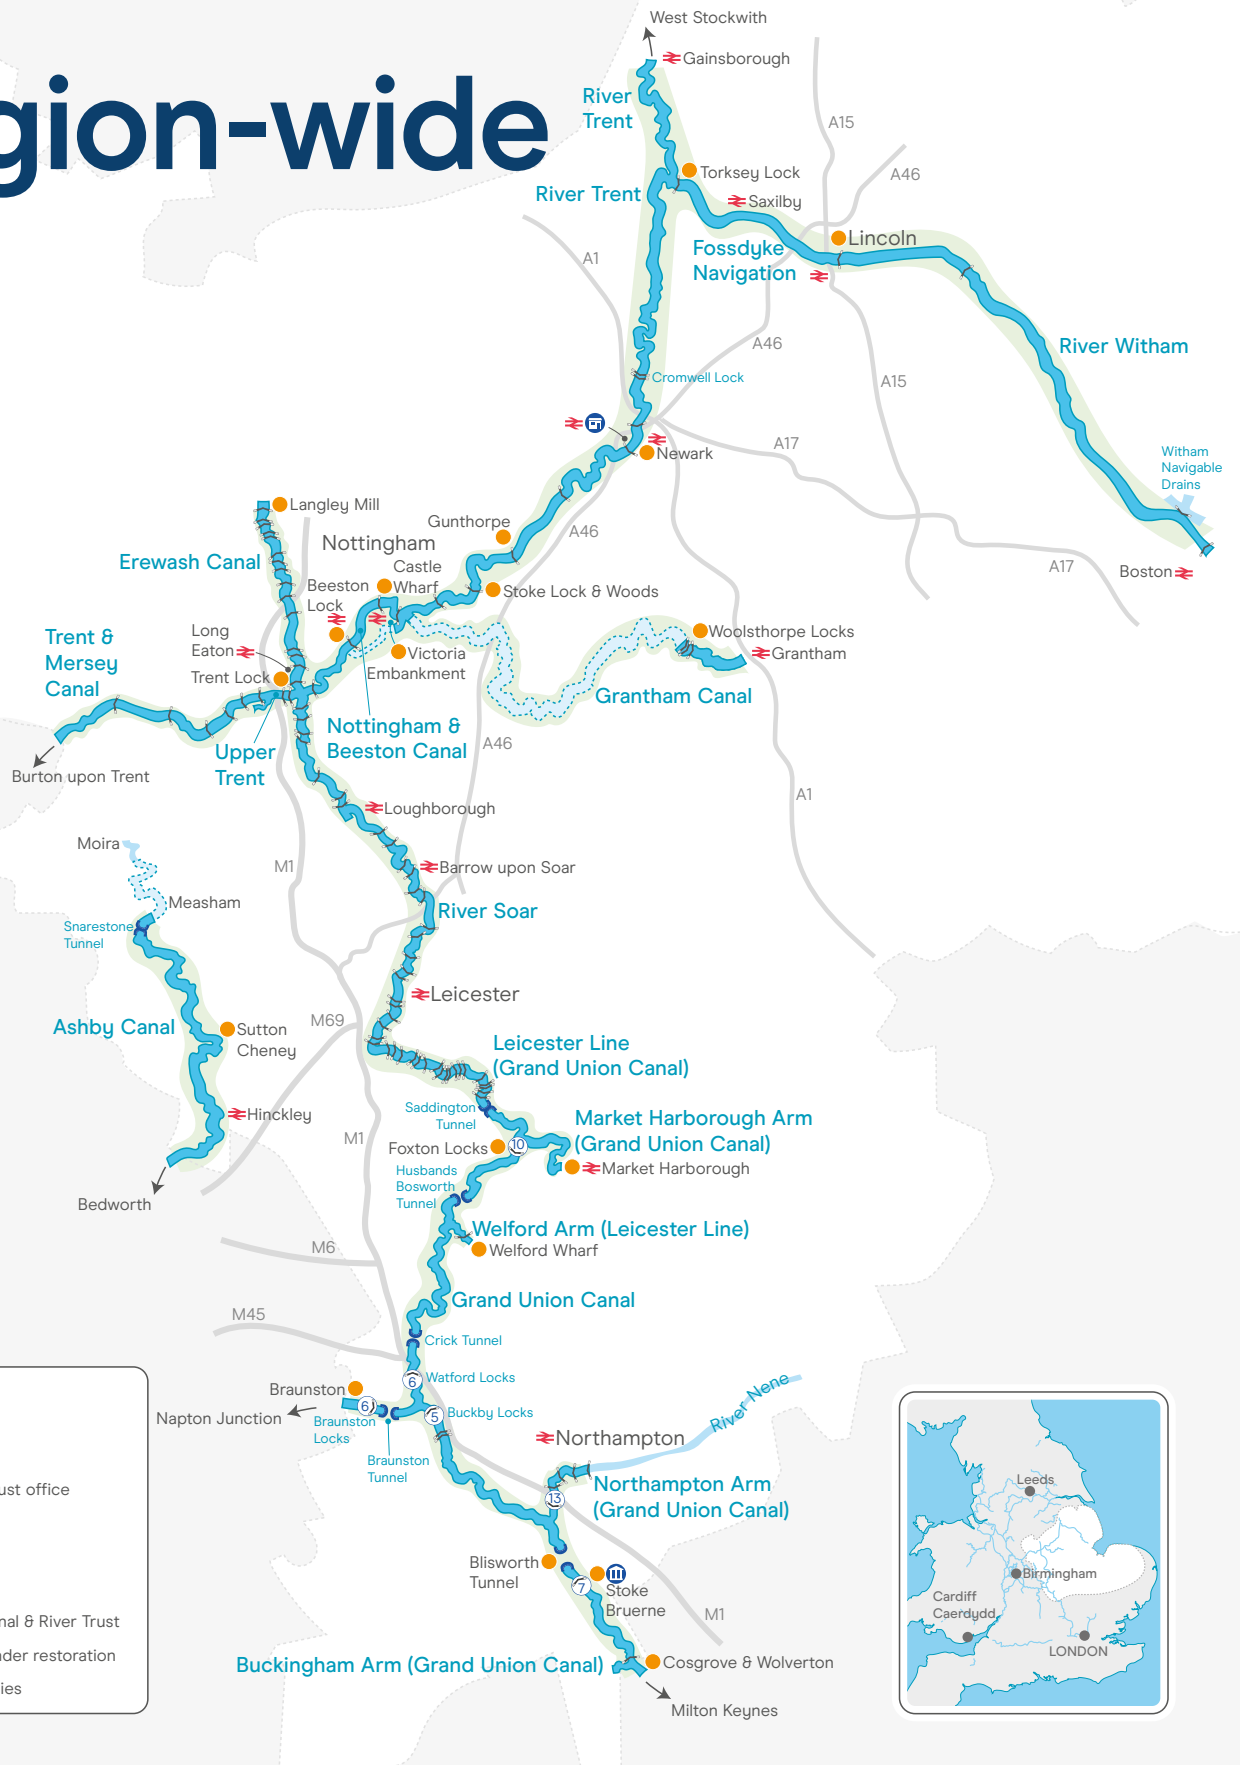 gion-wide
West Stockwith
Gainsborough
River
Trent
A15
A46
Torksey Lock
River Trent
Saxilby
Lincoln
Fossdyke
Navigation
A1
A46
River Witham
Cromwell Lock
A15
A17
Newark
Witham
Navigable
Drains
Langley Mill
Gunthorpe
A46
Nottingham
Erewash Canal
Castle
Wharf
Beeston
Lock
Stoke Lock & Woods
A17
Boston
Long
Eaton
Trent &
Mersey
Canal
Woolsthorpe Locks
Grantham
Victoria
Embankment
Trent Lock
Grantham Canal
Nottingham &
Beeston Canal
A46
Upper
Trent
Burton upon Trent
A1
Loughborough
Moira
M1
Barrow upon Soar
Measham
River Soar
Snarestone
Tunnel
Leicester
M69
Ashby Canal
Sutton
Cheney
Leicester Line
(Grand Union Canal)
Saddington
Tunnel
Hinckley
Market Harborough Arm
(Grand Union Canal)
M1
Foxton Locks
10
Market Harborough
Husbands
Bosworth
Tunnel
Bedworth
Welford Arm (Leicester Line)
M6
Welford Wharf
Grand Union Canal
M45
Crick Tunnel
6
Watford Locks
Braunston
Napton Junction
6
5
Buckby Locks
Braunston
Locks
River Nene
Northampton
Braunston
Tunnel
Northampton Arm
(Grand Union Canal)
13
Blisworth
Tunnel
7
Stoke
Bruerne
M1
Buckingham Arm (Grand Union Canal)
Cosgrove & Wolverton
Milton Keynes
ust office
nal & River Trust
nder restoration
ies
Leeds
Birmingham
Cardiff
Caerdydd
LONDON